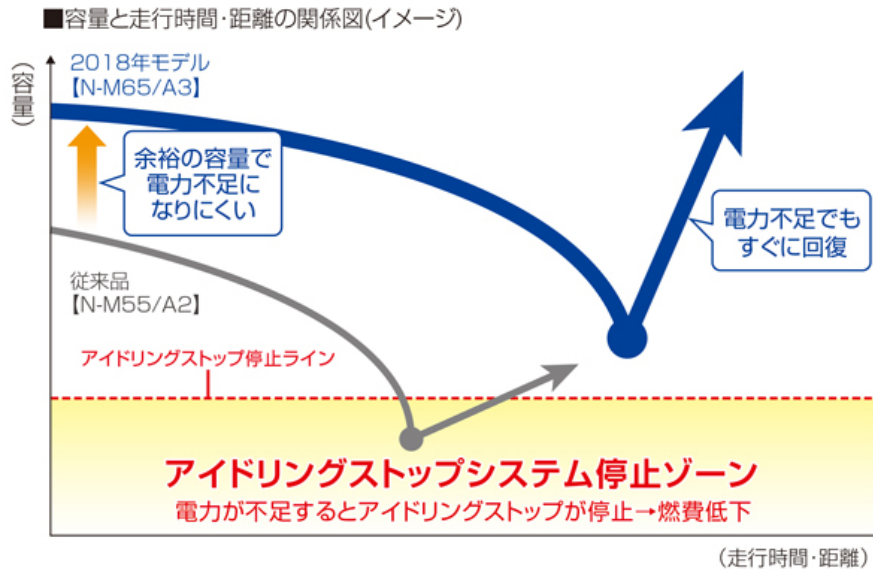 ■容量と走行時間・距離の関係図(イメージ)
(容量)
2018年モデル
【N-M65/A3】
余裕の容量で
電力不足に
なりにくい
電力不足でも
すぐに回復
従来品
【N-M55/A2】
アイドリングストップ停止ライン
アイドリングストップシステム停止ゾーン
電力が不足するとアイドリングストップが停止→燃費低下
(走行時間・距離)